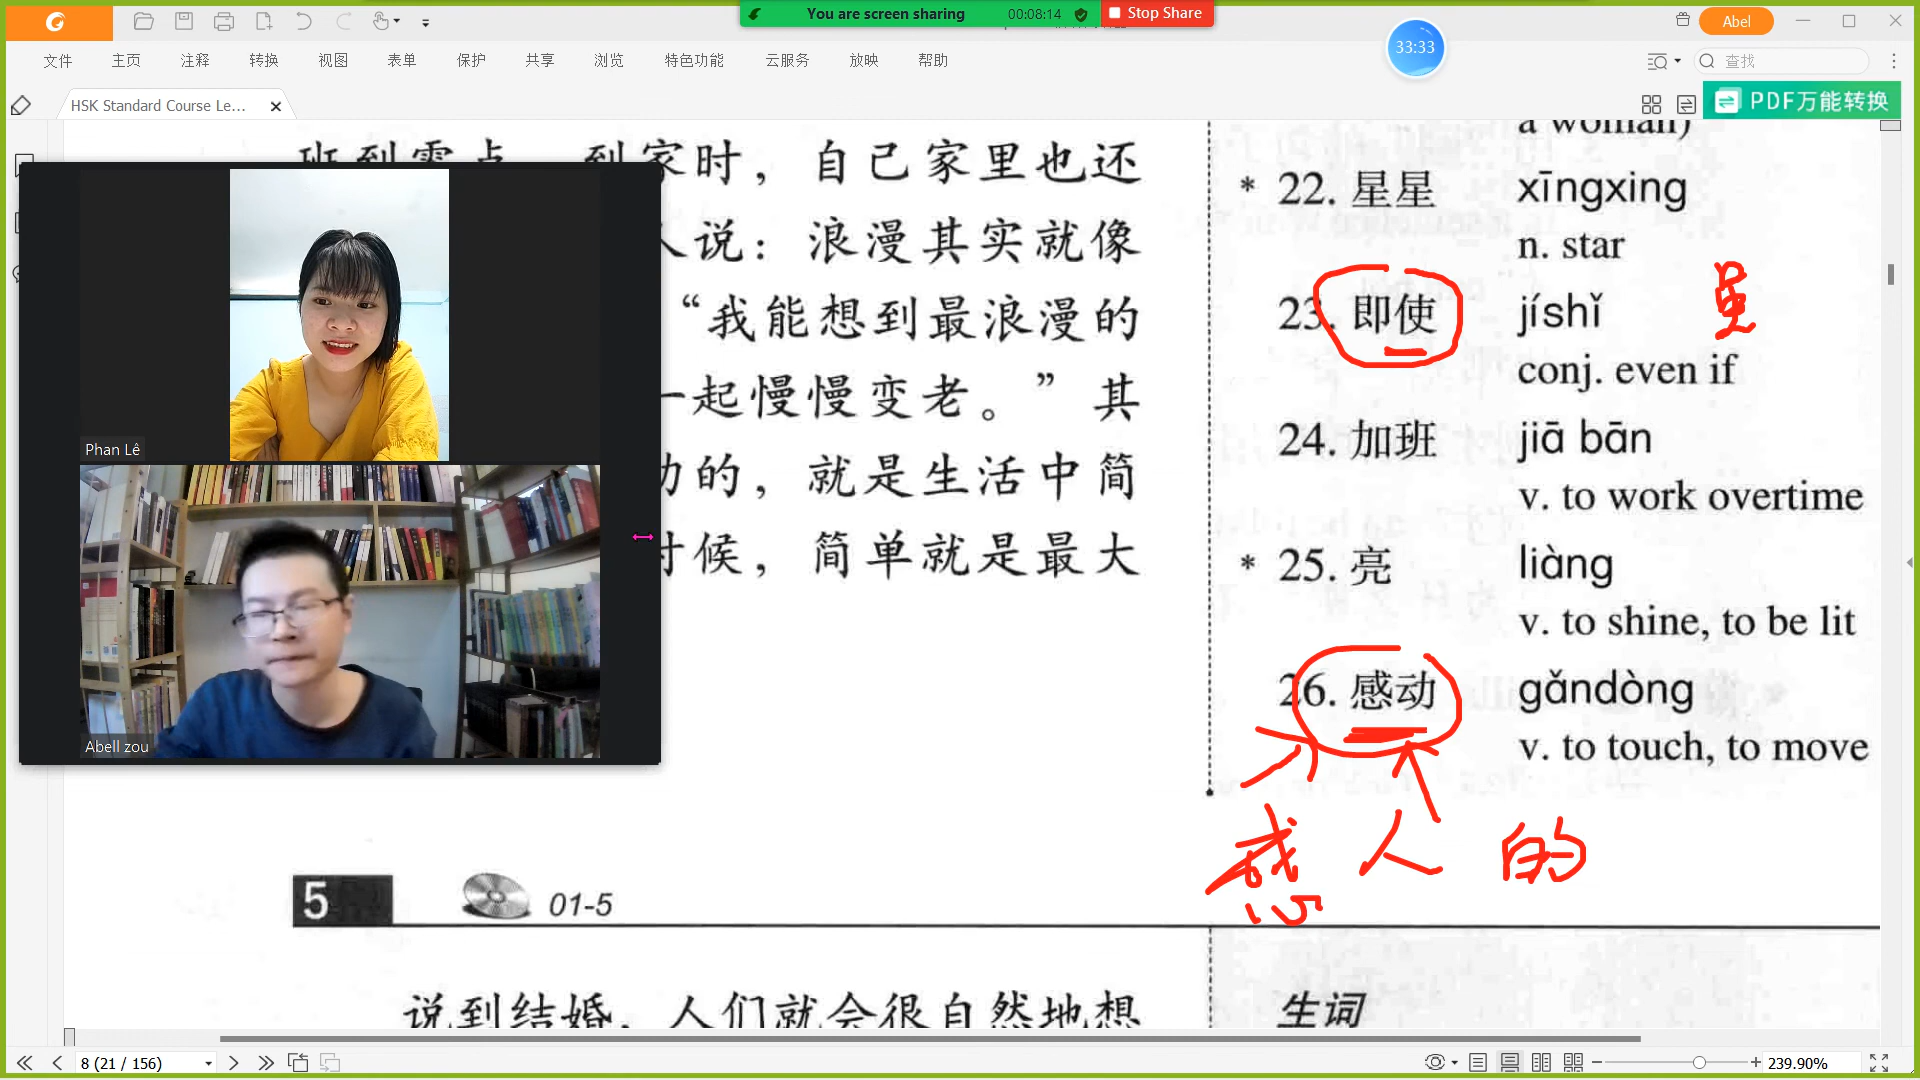 You are screen sharing 00:08:14 Stop Share
Abel
33:33
文件 主页 注释 转换 视图 表单 保护 共享 浏览 特色功能 云服务 放映 帮助
查找
HSK Standard Course Le...
PDF万能转换
到家时，自己家里也还
人说：浪漫其实就像
“我能想到最浪漫的
一起慢慢变老。”其
动的，就是生活中简
时候，简单就是最大
Phan Lê
Abell zou
a woman)
* 22. 星星 xīngxing
n. star
23. 即使 jíshǐ
conj. even if
24. 加班 jiā bān
v. to work overtime
* 25. 亮 liàng
v. to shine, to be lit
26. 感动 gǎndòng
v. to touch, to move
感人的
5 01-5
说到结婚，人们就会很自然地想
生词
8 (21 / 156)
239.90%